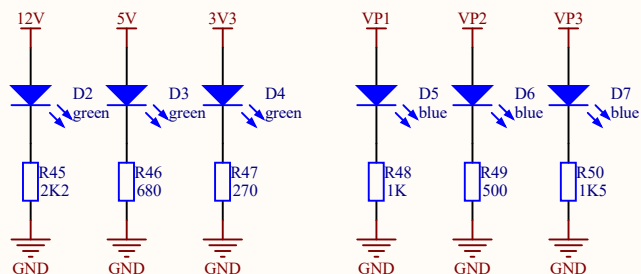 12V 5V 3V3 VP1 VP2 VP3
D2 D3 D4 D5 D6 D7
green green green blue blue blue
R45 R46 R47 R48 R49 R50
2K2 680 270 1K 500 1K5
GND GND GND GND GND GND